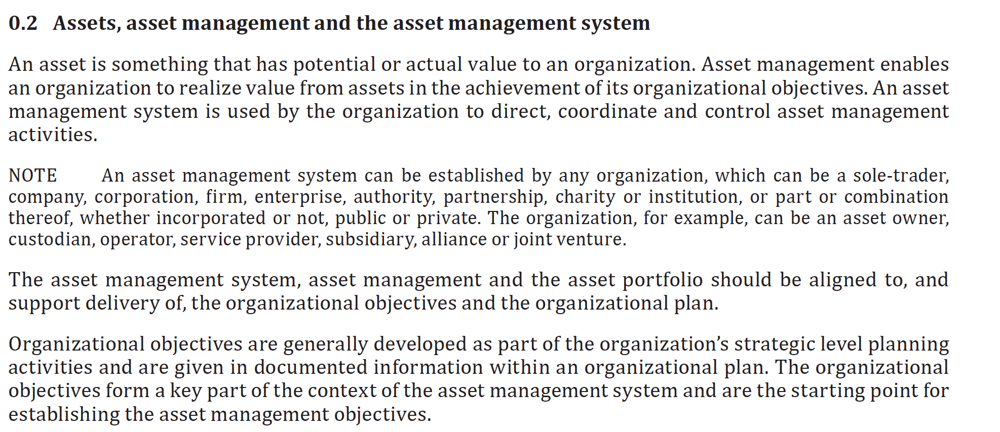 0.2 Assets, asset management and the asset management system
An asset is something that has potential or actual value to an organization. Asset management enables
an organization to realize value from assets in the achievement of its organizational objectives. An asset
management system is used by the organization to direct, coordinate and control asset management
activities.
NOTE An asset management system can be established by any organization, which can be a sole-trader,
company, corporation, firm, enterprise, authority, partnership, charity or institution, or part or combination
thereof, whether incorporated or not, public or private. The organization, for example, can be an asset owner,
custodian, operator, service provider, subsidiary, alliance or joint venture.
The asset management system, asset management and the asset portfolio should be aligned to, and
support delivery of, the organizational objectives and the organizational plan.
Organizational objectives are generally developed as part of the organization’s strategic level planning
activities and are given in documented information within an organizational plan. The organizational
objectives form a key part of the context of the asset management system and are the starting point for
establishing the asset management objectives.